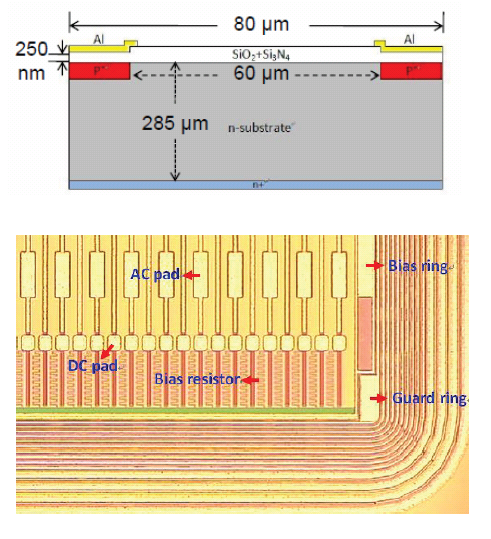 80 μm
Al
Al
250
nm
SiO₂+Si₃N₄
P⁺
60 μm
P⁺
285 μm
n-substrate
n+
AC pad
Bias ring
DC pad
Bias resistor
Guard ring